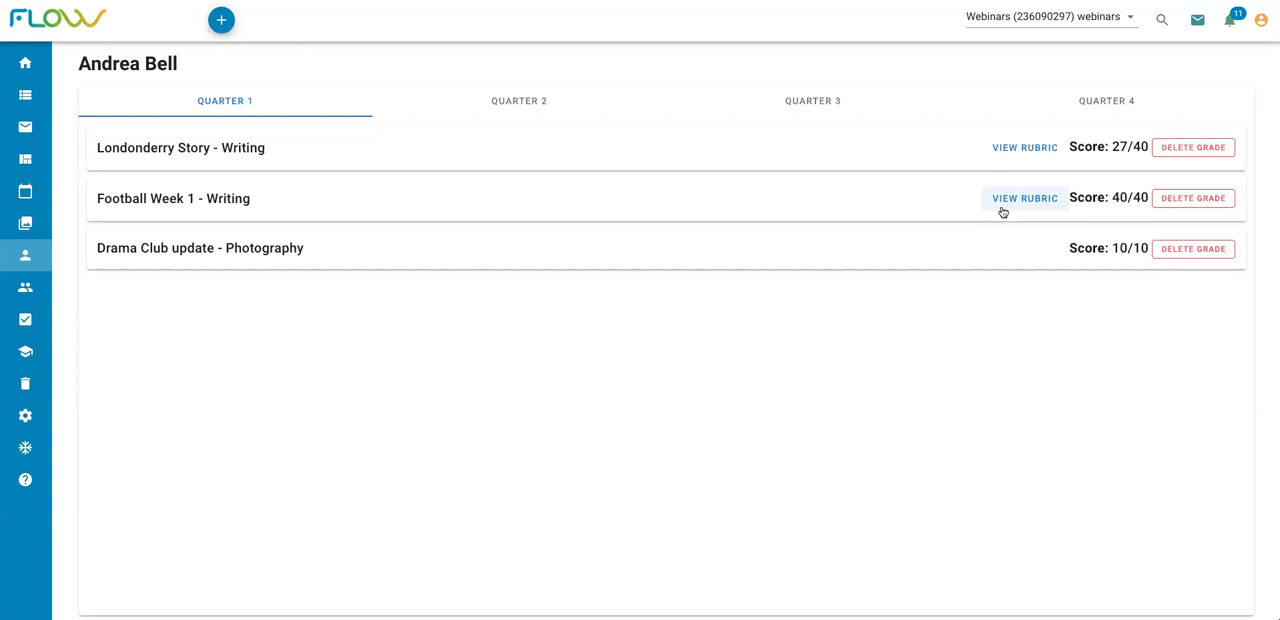 FLOW
+
Webinars (236090297) webinars
11
Andrea Bell
QUARTER 1
QUARTER 2
QUARTER 3
QUARTER 4
Londonderry Story - Writing
VIEW RUBRIC Score: 27/40 DELETE GRADE
Football Week 1 - Writing
VIEW RUBRIC Score: 40/40 DELETE GRADE
Drama Club update - Photography
Score: 10/10 DELETE GRADE